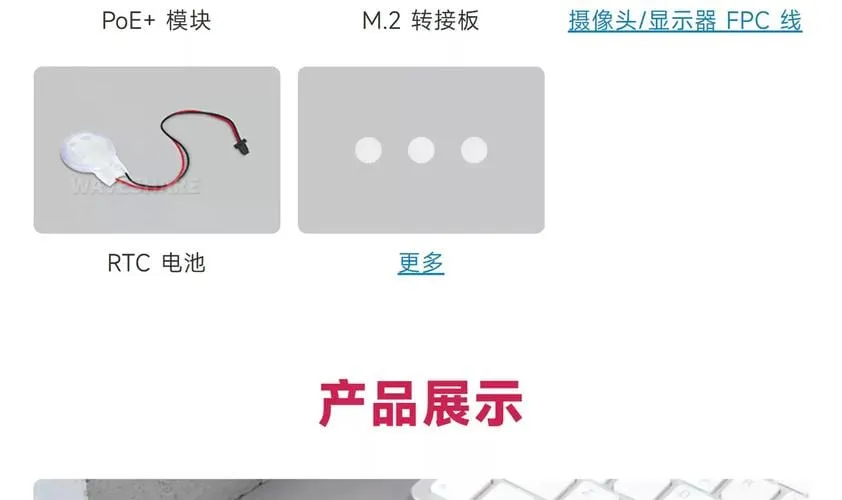 PoE+ 模块
M.2 转接板
摄像头/显示器 FPC 线
WAVESHARE
RTC 电池
更多
产品展示